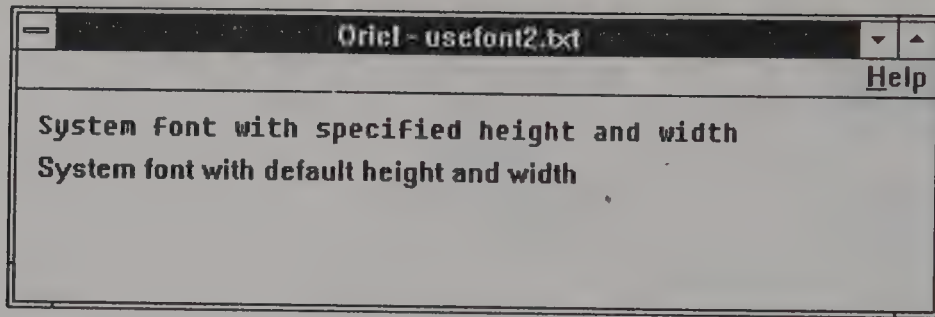 Oriel - usefont2.txt
Help
System font with specified height and width
System font with default height and width